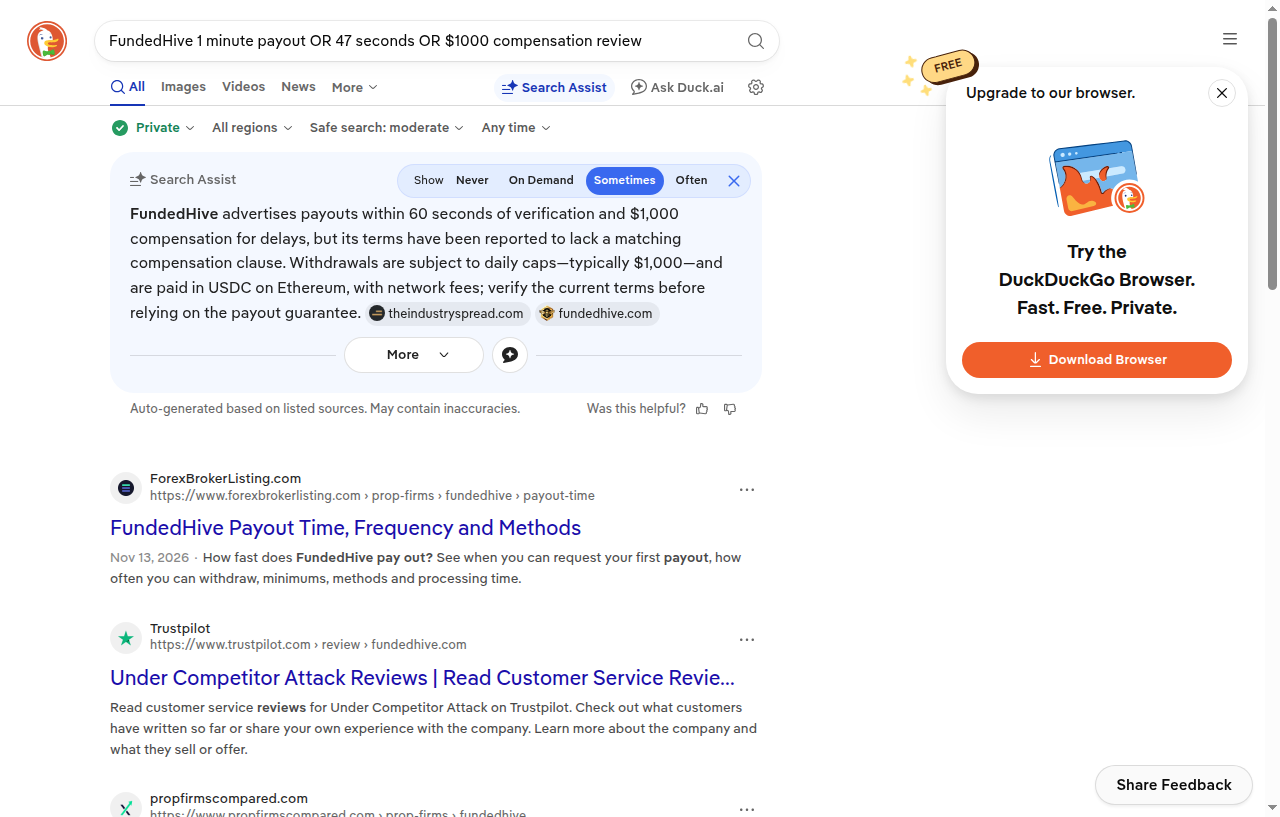 FundedHive 1 minute payout OR 47 seconds OR $1000 compensation review
All
Images
Videos
News
More
Search Assist
Ask Duck.ai
Private
All regions
Safe search: moderate
Any time
FREE
Upgrade to our browser.
Try the
DuckDuckGo Browser.
Fast. Free. Private.
Download Browser
Search Assist
Show
Never
On Demand
Sometimes
Often
FundedHive advertises payouts within 60 seconds of verification and $1,000
compensation for delays, but its terms have been reported to lack a matching
compensation clause. Withdrawals are subject to daily caps—typically $1,000—and
are paid in USDC on Ethereum, with network fees; verify the current terms before
relying on the payout guarantee. theindustryspread.com fundedhive.com
More
Auto-generated based on listed sources. May contain inaccuracies.
Was this helpful?
ForexBrokerListing.com
https://www.forexbrokerlisting.com › prop-firms › fundedhive › payout-time
FundedHive Payout Time, Frequency and Methods
Nov 13, 2026 · How fast does FundedHive pay out? See when you can request your first payout, how
often you can withdraw, minimums, methods and processing time.
Trustpilot
https://www.trustpilot.com › review › fundedhive.com
Under Competitor Attack Reviews | Read Customer Service Revie...
Read customer service reviews for Under Competitor Attack on Trustpilot. Check out what customers
have written so far or share your own experience with the company. Learn more about the company and
what they sell or offer.
propfirmscompared.com
https://www.propfirmscompared.com › prop-firms › fundedhive
Share Feedback